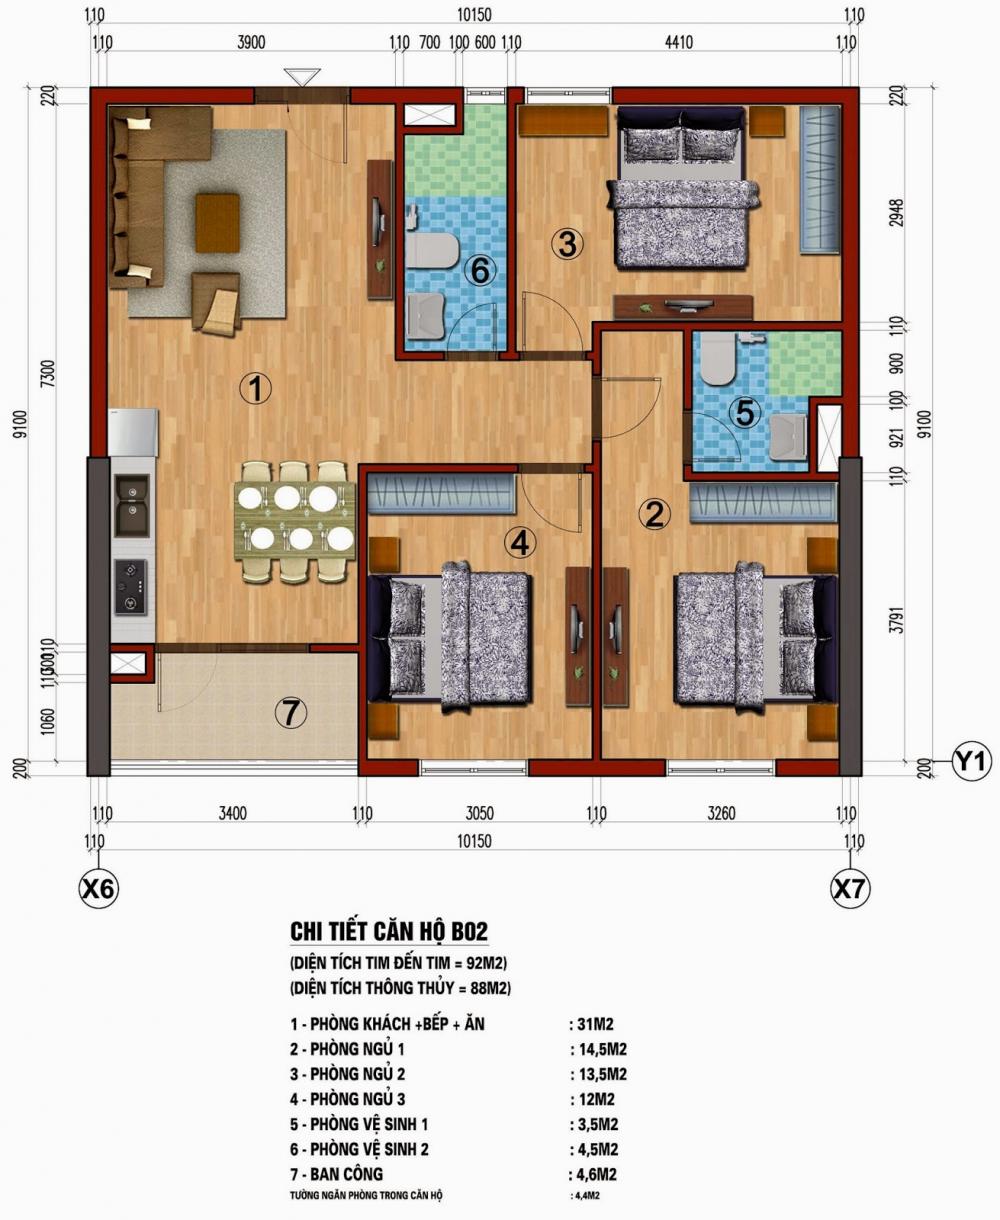 110 10150 110
110 3900 110 700 100 600 110 4410 110
220 220
2948
3
6
110
7300 1 900
5 100
9100 921 9100
110
2
4
3791
110
300
110
7
1060
200 200 Y1
110 3400 110 3050 110 3260 110
110 10150 110
X6 X7
CHI TIẾT CĂN HỘ B02
(DIỆN TÍCH TIM ĐẾN TIM = 92M2)
(DIỆN TÍCH THÔNG THỦY = 88M2)
1 - PHÒNG KHÁCH +BẾP + ĂN : 31M2
2 - PHÒNG NGỦ 1 : 14,5M2
3 - PHÒNG NGỦ 2 : 13,5M2
4 - PHÒNG NGỦ 3 : 12M2
5 - PHÒNG VỆ SINH 1 : 3,5M2
6 - PHÒNG VỆ SINH 2 : 4,5M2
7 - BAN CÔNG : 4,6M2
TƯỜNG NGĂN PHÒNG TRONG CĂN HỘ : 4,4M2